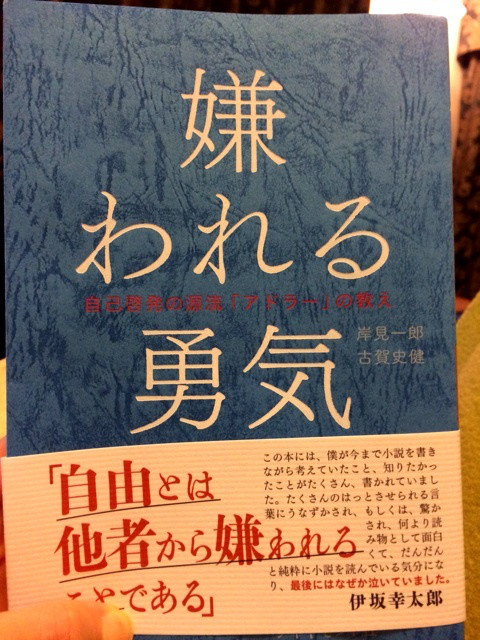 嫌
われる
自己啓発の源流「アドラー」の教え
岸見一郎
古賀史健
勇気
「自由とは
他者から嫌われる
ことである」
この本には、僕が今まで小説を書き
ながら考えていたこと、知りたかっ
たことがたくさん、書かれていまし
た。たくさんのはっとさせられる言
葉にうなずかされ、もしくは、驚か
され、何より読
み物として面白
くて、だんだん
と純粋に小説を読んでいる気分にな
り、最後にはなぜか泣いていました。
伊坂幸太郎